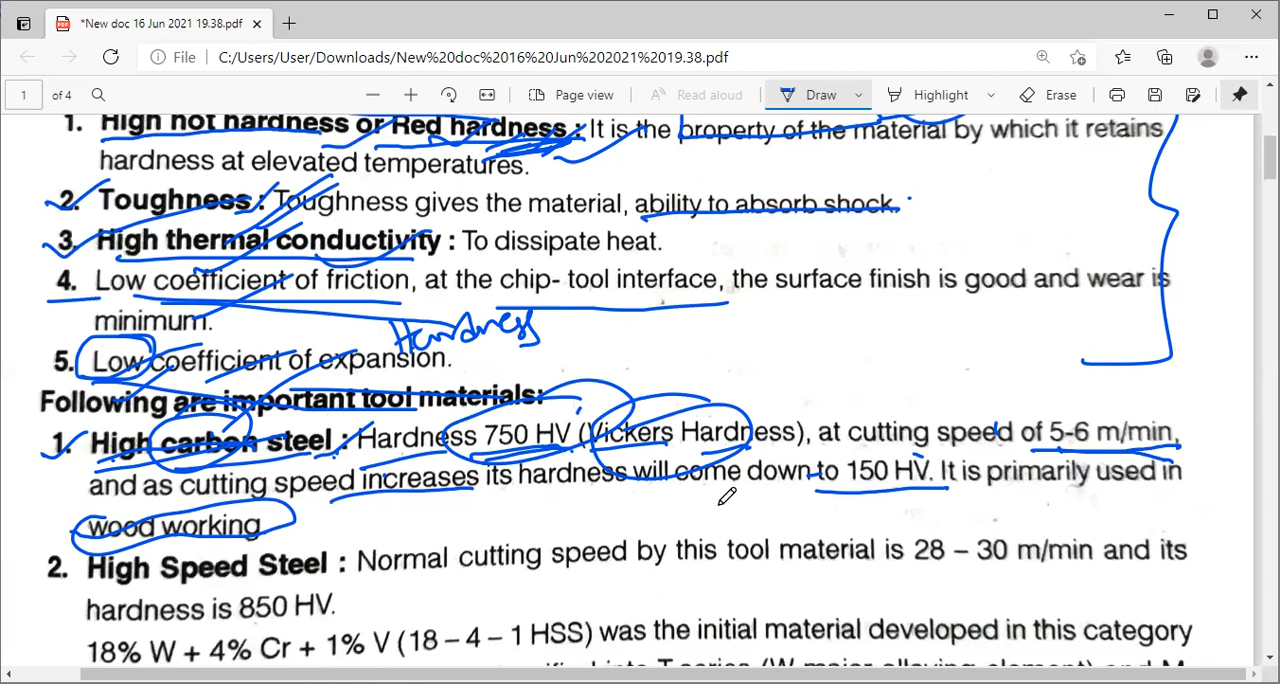 *New doc 16 Jun 2021 19.38.pdf
File C:/Users/User/Downloads/New%20doc%2016%20Jun%202021%2019.38.pdf
1 of 4 Page view Read aloud Draw Highlight Erase
1. High hot hardness or Red hardness : It is the property of the material by which it retains
hardness at elevated temperatures.
2. Toughness : Toughness gives the material, ability to absorb shock.
3. High thermal conductivity : To dissipate heat.
4. Low coefficient of friction, at the chip- tool interface, the surface finish is good and wear is
minimum.
Hardness
5. Low coefficient of expansion.
Following are important tool materials:
1. High carbon steel : Hardness 750 HV (Vickers Hardness), at cutting speed of 5-6 m/min,
and as cutting speed increases its hardness will come down to 150 HV. It is primarily used in
wood working.
2. High Speed Steel : Normal cutting speed by this tool material is 28 – 30 m/min and its
hardness is 850 HV.
18% W + 4% Cr + 1% V (18 – 4 – 1 HSS) was the initial material developed in this category
T-series (W major alloying element) and M